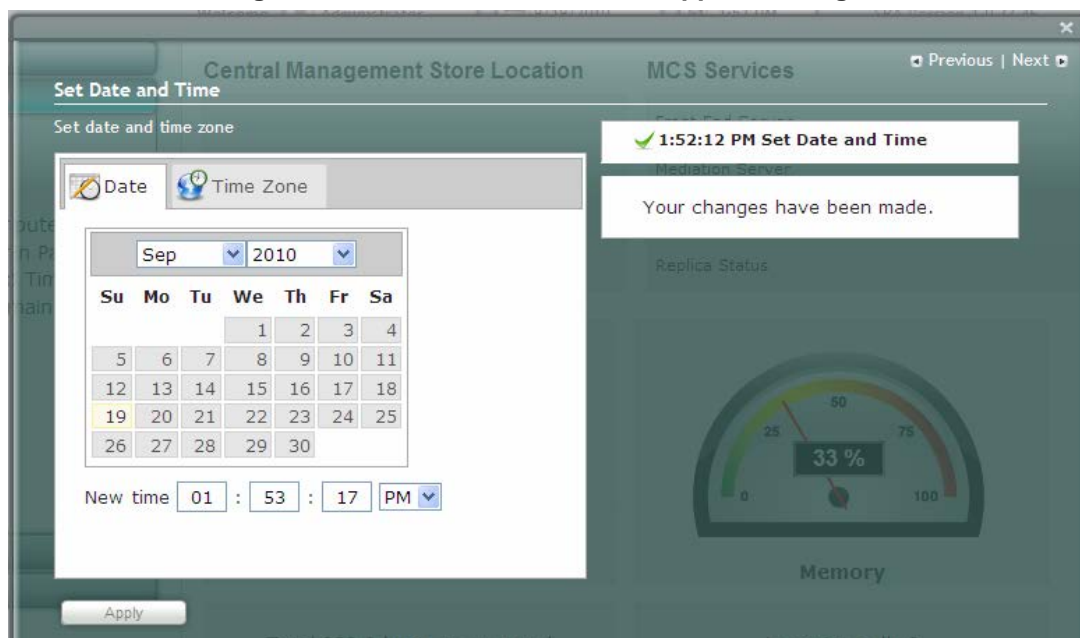 Central Management Store Location
MCS Services
Previous | Next
Set Date and Time
Set date and time zone
Front End Server
1:52:12 PM Set Date and Time
Mediation Server
Date
Time Zone
Your changes have been made.
Sep 2010
Replica Status
Su Mo Tu We Th Fr Sa
1 2 3 4
5 6 7 8 9 10 11
12 13 14 15 16 17 18
19 20 21 22 23 24 25
26 27 28 29 30
New time 01 : 53 : 17 PM
0 25 50 75 100
33 %
Memory
Apply